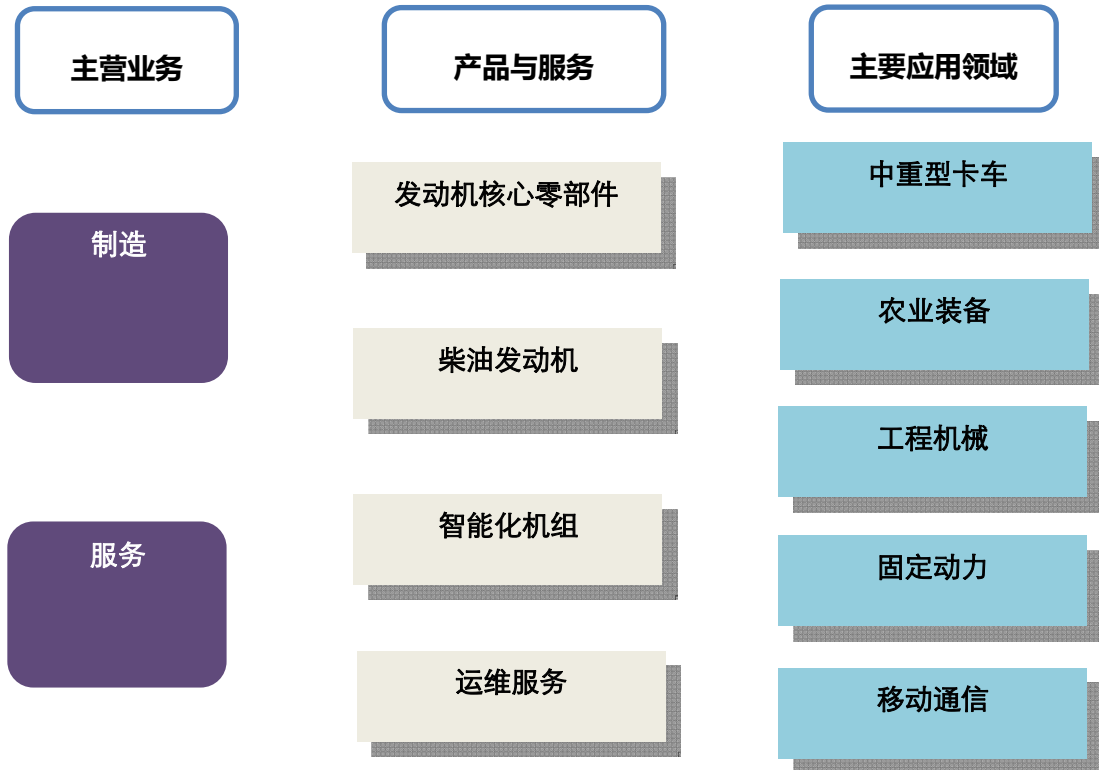 主营业务
产品与服务
主要应用领域
制造
服务
发动机核心零部件
柴油发动机
智能化机组
运维服务
中重型卡车
农业装备
工程机械
固定动力
移动通信